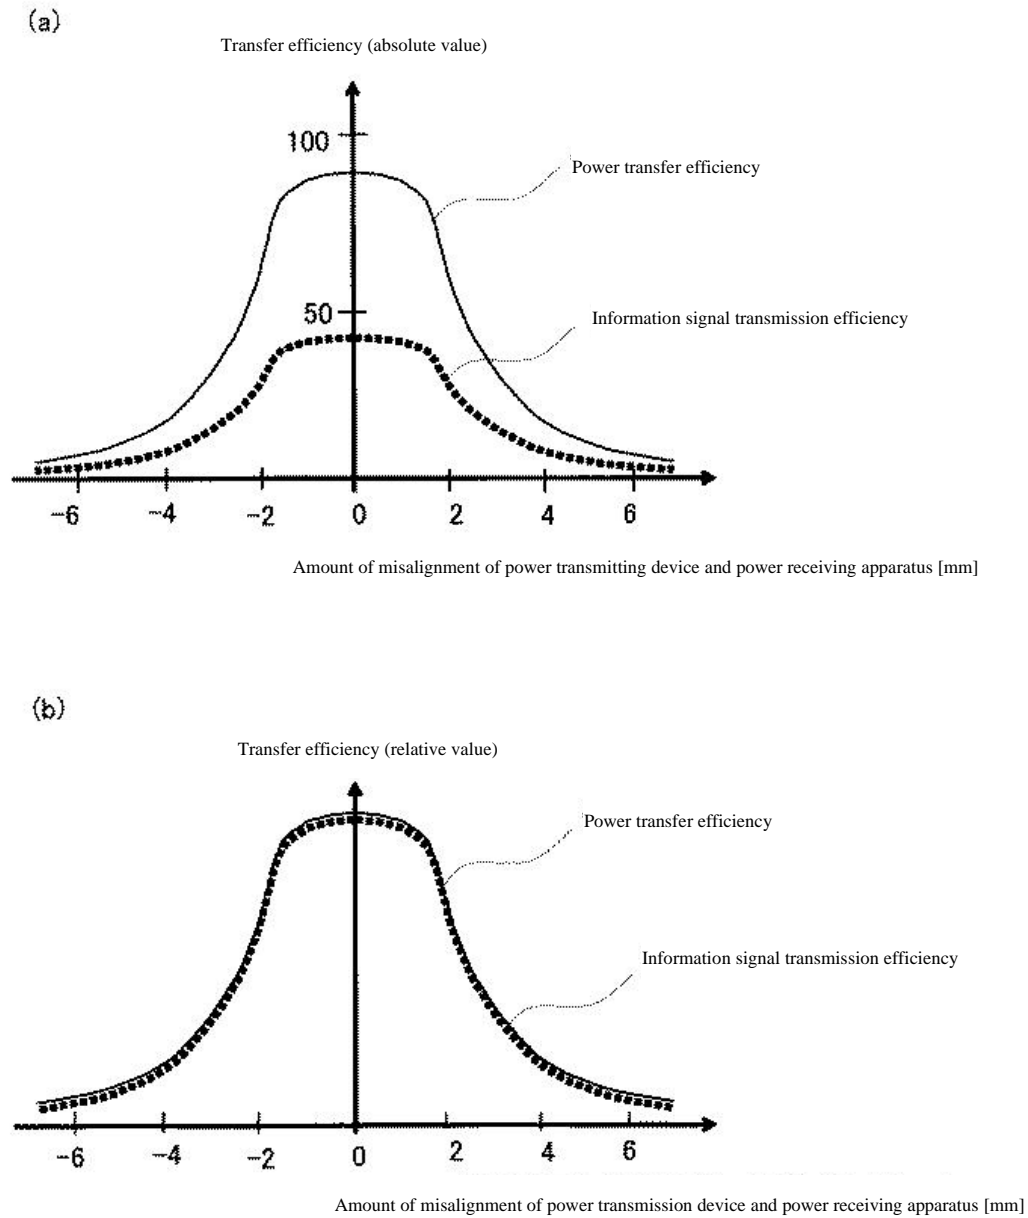 (a)
Transfer efficiency (absolute value)
100
Power transfer efficiency
50
Information signal transmission efficiency
-6 -4 -2 0 2 4 6
Amount of misalignment of power transmitting device and power receiving apparatus [mm]
(b)
Transfer efficiency (relative value)
Power transfer efficiency
Information signal transmission efficiency
-6 -4 -2 0 2 4 6
Amount of misalignment of power transmission device and power receiving apparatus [mm]